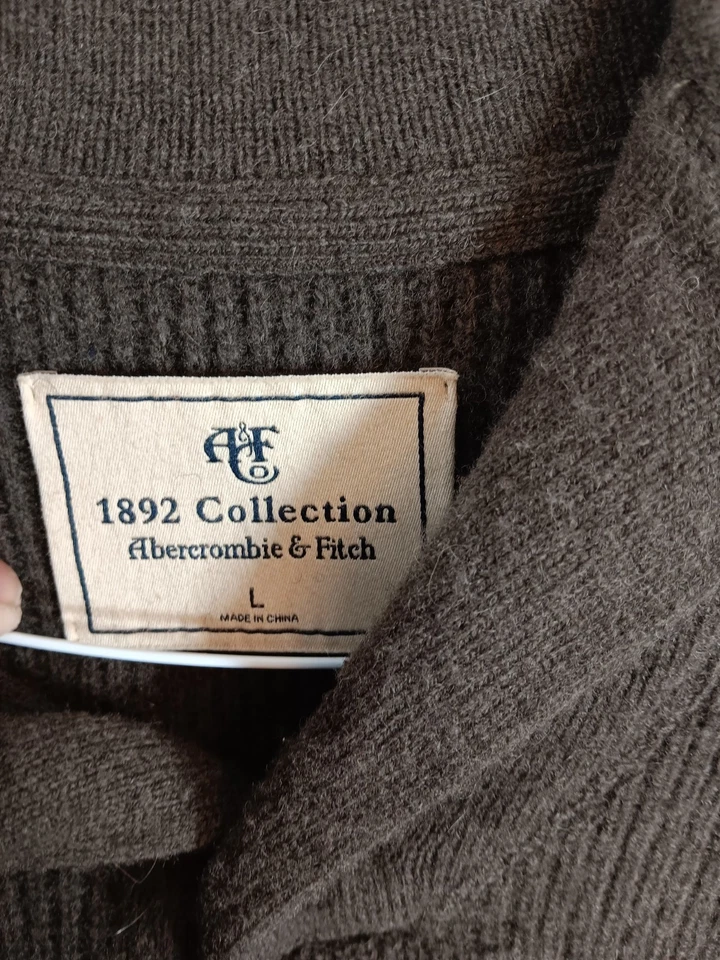 A&F
Co
1892 Collection
Abercrombie & Fitch
L
MADE IN CHINA